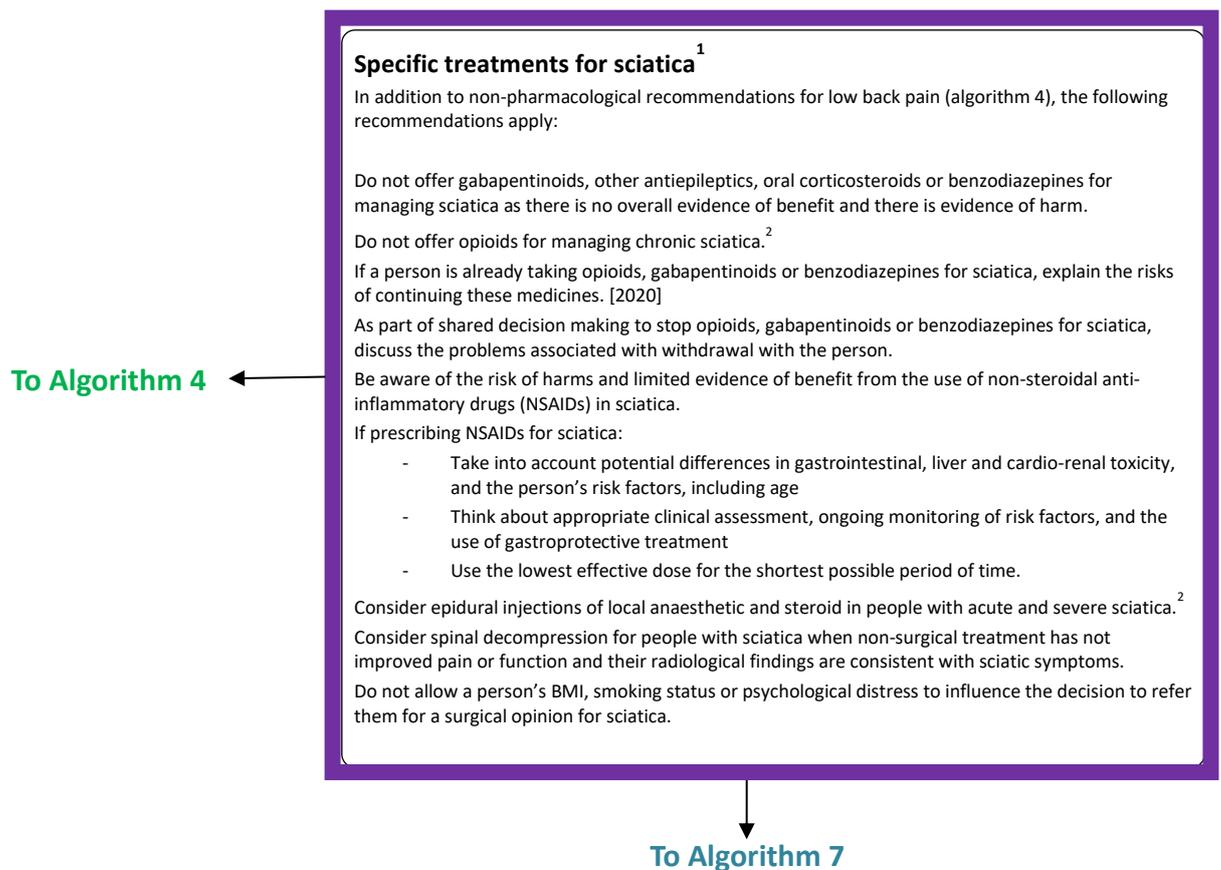 Specific treatments for sciatica1
In addition to non-pharmacological recommendations for low back pain (algorithm 4), the following
recommendations apply:
Do not offer gabapentinoids, other antiepileptics, oral corticosteroids or benzodiazepines for
managing sciatica as there is no overall evidence of benefit and there is evidence of harm.
Do not offer opioids for managing chronic sciatica.2
If a person is already taking opioids, gabapentinoids or benzodiazepines for sciatica, explain the risks
of continuing these medicines. [2020]
As part of shared decision making to stop opioids, gabapentinoids or benzodiazepines for sciatica,
discuss the problems associated with withdrawal with the person.
To Algorithm 4
Be aware of the risk of harms and limited evidence of benefit from the use of non-steroidal anti-
inflammatory drugs (NSAIDs) in sciatica.
If prescribing NSAIDs for sciatica:
- Take into account potential differences in gastrointestinal, liver and cardio-renal toxicity,
and the person’s risk factors, including age
- Think about appropriate clinical assessment, ongoing monitoring of risk factors, and the
use of gastroprotective treatment
- Use the lowest effective dose for the shortest possible period of time.
Consider epidural injections of local anaesthetic and steroid in people with acute and severe sciatica.2
Consider spinal decompression for people with sciatica when non-surgical treatment has not
improved pain or function and their radiological findings are consistent with sciatic symptoms.
Do not allow a person’s BMI, smoking status or psychological distress to influence the decision to refer
them for a surgical opinion for sciatica.
To Algorithm 7